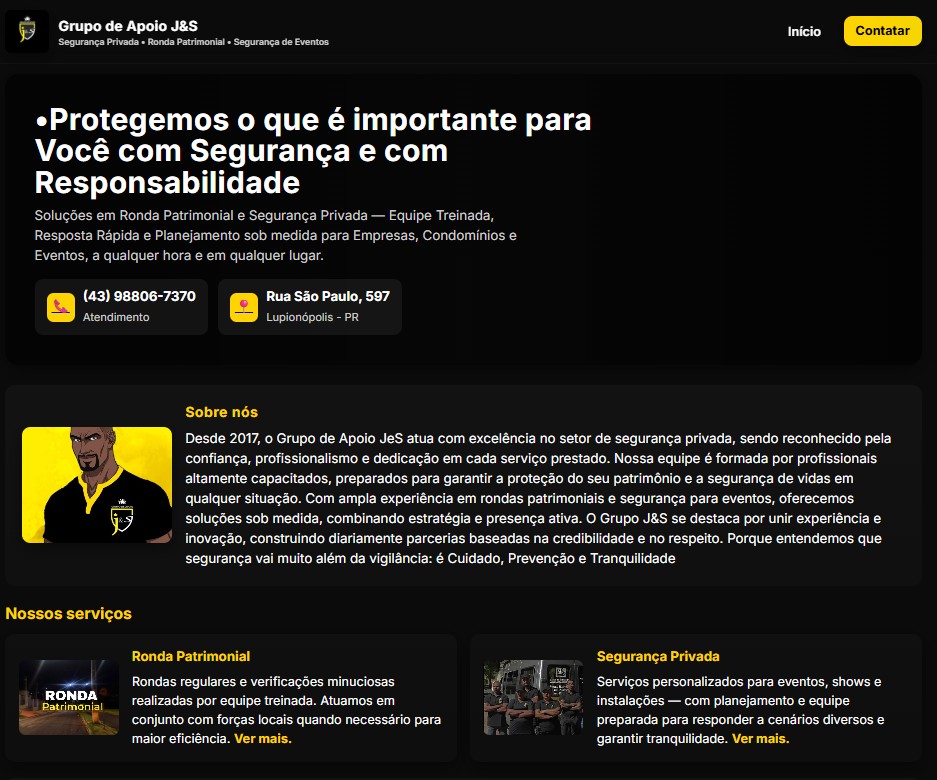 Grupo de Apoio J&S
Segurança Privada • Ronda Patrimonial • Segurança de Eventos
Início
Contatar
•Protegemos o que é importante para
Você com Segurança e com
Responsabilidade
Soluções em Ronda Patrimonial e Segurança Privada — Equipe Treinada,
Resposta Rápida e Planejamento sob medida para Empresas, Condomínios e
Eventos, a qualquer hora e em qualquer lugar.
(43) 98806-7370
Atendimento
Rua São Paulo, 597
Lupionópolis - PR
Sobre nós
Desde 2017, o Grupo de Apoio JeS atua com excelência no setor de segurança privada, sendo reconhecido pela
confiança, profissionalismo e dedicação em cada serviço prestado. Nossa equipe é formada por profissionais
altamente capacitados, preparados para garantir a proteção do seu patrimônio e a segurança de vidas em
qualquer situação. Com ampla experiência em rondas patrimoniais e segurança para eventos, oferecemos
soluções sob medida, combinando estratégia e presença ativa. O Grupo J&S se destaca por unir experiência e
inovação, construindo diariamente parcerias baseadas na credibilidade e no respeito. Porque entendemos que
segurança vai muito além da vigilância: é Cuidado, Prevenção e Tranquilidade
Nossos serviços
RONDA
Patrimonial
Ronda Patrimonial
Rondas regulares e verificações minuciosas
realizadas por equipe treinada. Atuamos em
conjunto com forças locais quando necessário para
maior eficiência. Ver mais.
Segurança Privada
Serviços personalizados para eventos, shows e
instalações — com planejamento e equipe
preparada para responder a cenários diversos e
garantir tranquilidade. Ver mais.